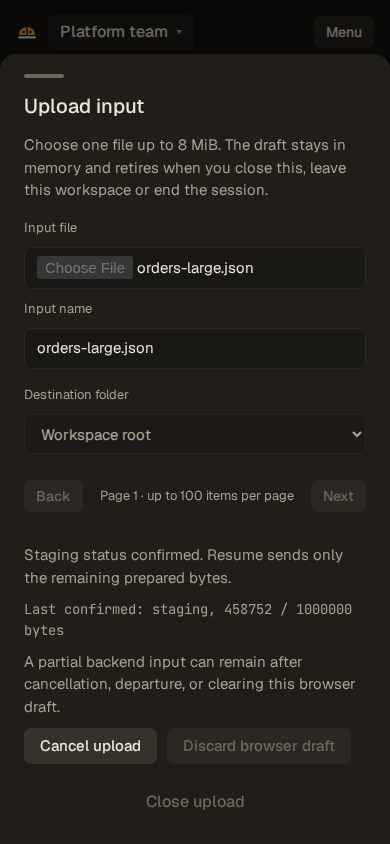 Platform team ▾
Menu
Upload input
Choose one file up to 8 MiB. The draft stays in
memory and retires when you close this, leave
this workspace or end the session.
Input file
Choose File orders-large.json
Input name
orders-large.json
Destination folder
Workspace root
Back Page 1 · up to 100 items per page Next
Staging status confirmed. Resume sends only
the remaining prepared bytes.
Last confirmed: staging, 458752 / 1000000
bytes
A partial backend input can remain after
cancellation, departure, or clearing this browser
draft.
Cancel upload Discard browser draft
Close upload